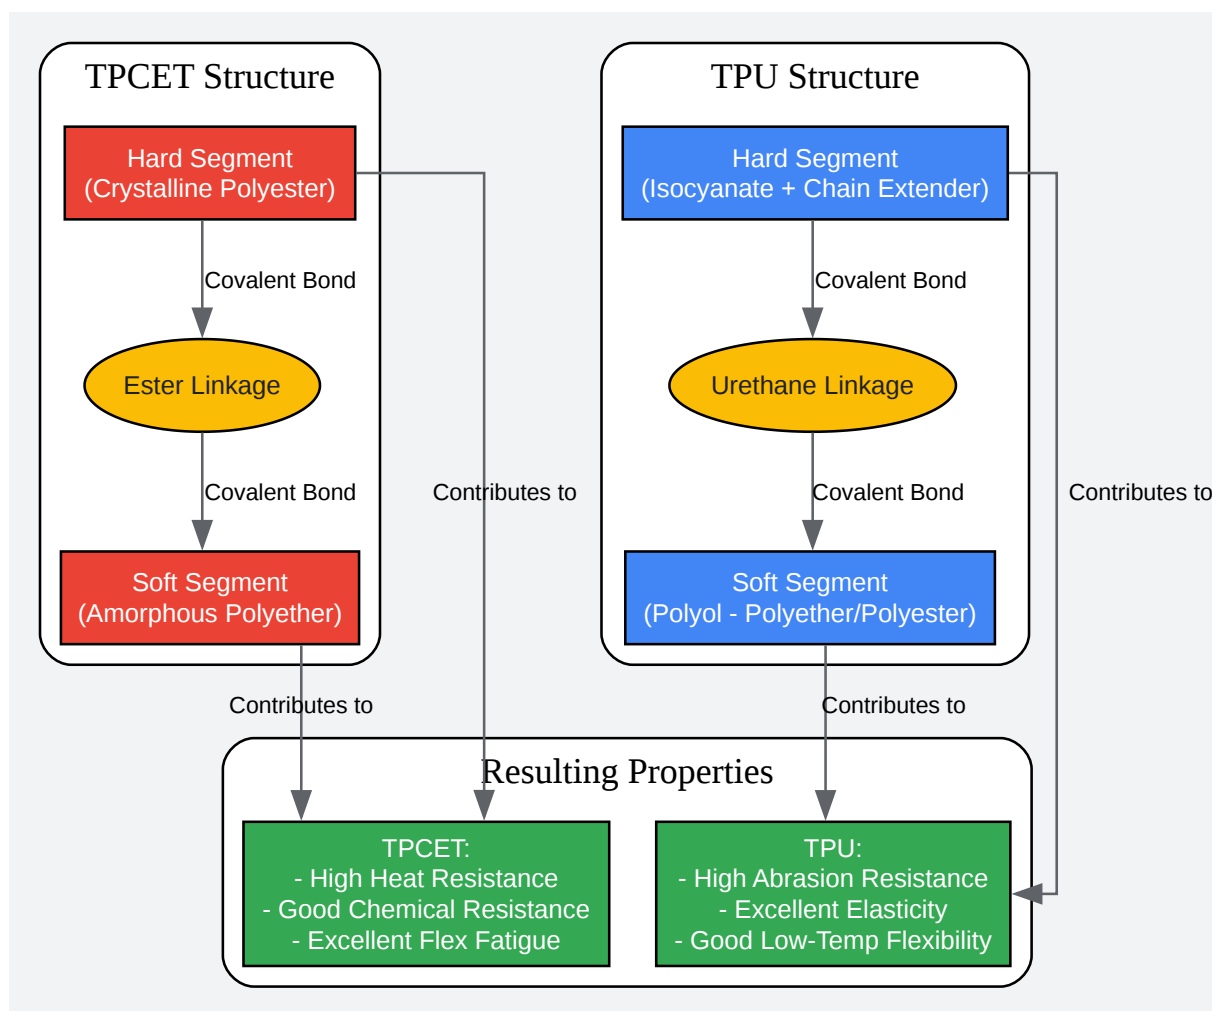 TPCET Structure
Hard Segment
(Crystalline Polyester)
Covalent Bond
Ester Linkage
Covalent Bond
Soft Segment
(Amorphous Polyether)
Contributes to
Contributes to
TPU Structure
Hard Segment
(Isocyanate + Chain Extender)
Covalent Bond
Urethane Linkage
Covalent Bond
Soft Segment
(Polyol - Polyether/Polyester)
Contributes to
Contributes to
Resulting Properties
TPCET:
- High Heat Resistance
- Good Chemical Resistance
- Excellent Flex Fatigue
TPU:
- High Abrasion Resistance
- Excellent Elasticity
- Good Low-Temp Flexibility